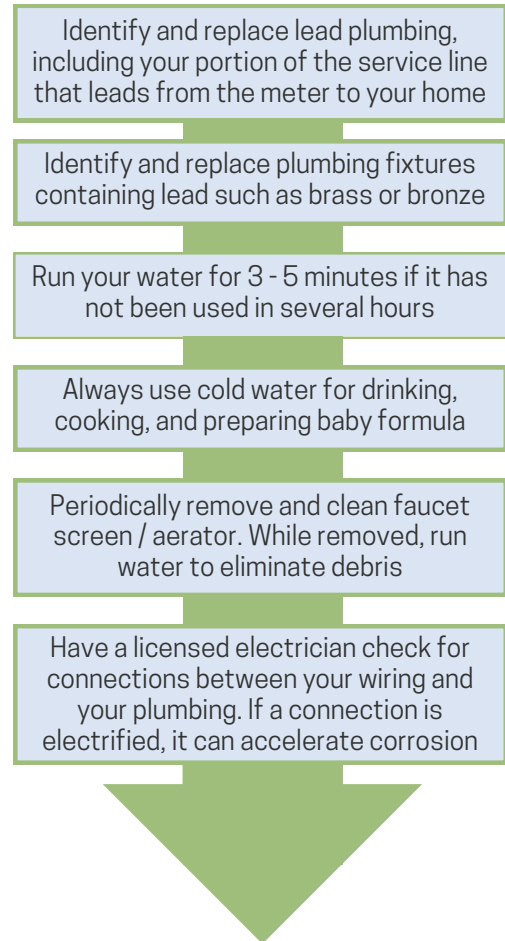 Identify and replace lead plumbing,
including your portion of the service line
that leads from the meter to your home
Identify and replace plumbing fixtures
containing lead such as brass or bronze
Run your water for 3 - 5 minutes if it has
not been used in several hours
Always use cold water for drinking,
cooking, and preparing baby formula
Periodically remove and clean faucet
screen / aerator. While removed, run
water to eliminate debris
Have a licensed electrician check for
connections between your wiring and
your plumbing. If a connection is
electrified, it can accelerate corrosion